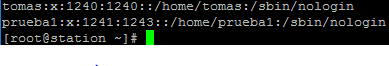 tomas:x:1240:1240::/home/tomas:/sbin/nologin
prueba1:x:1241:1243::/home/prueba1:/sbin/nologin
[root@station ~]#